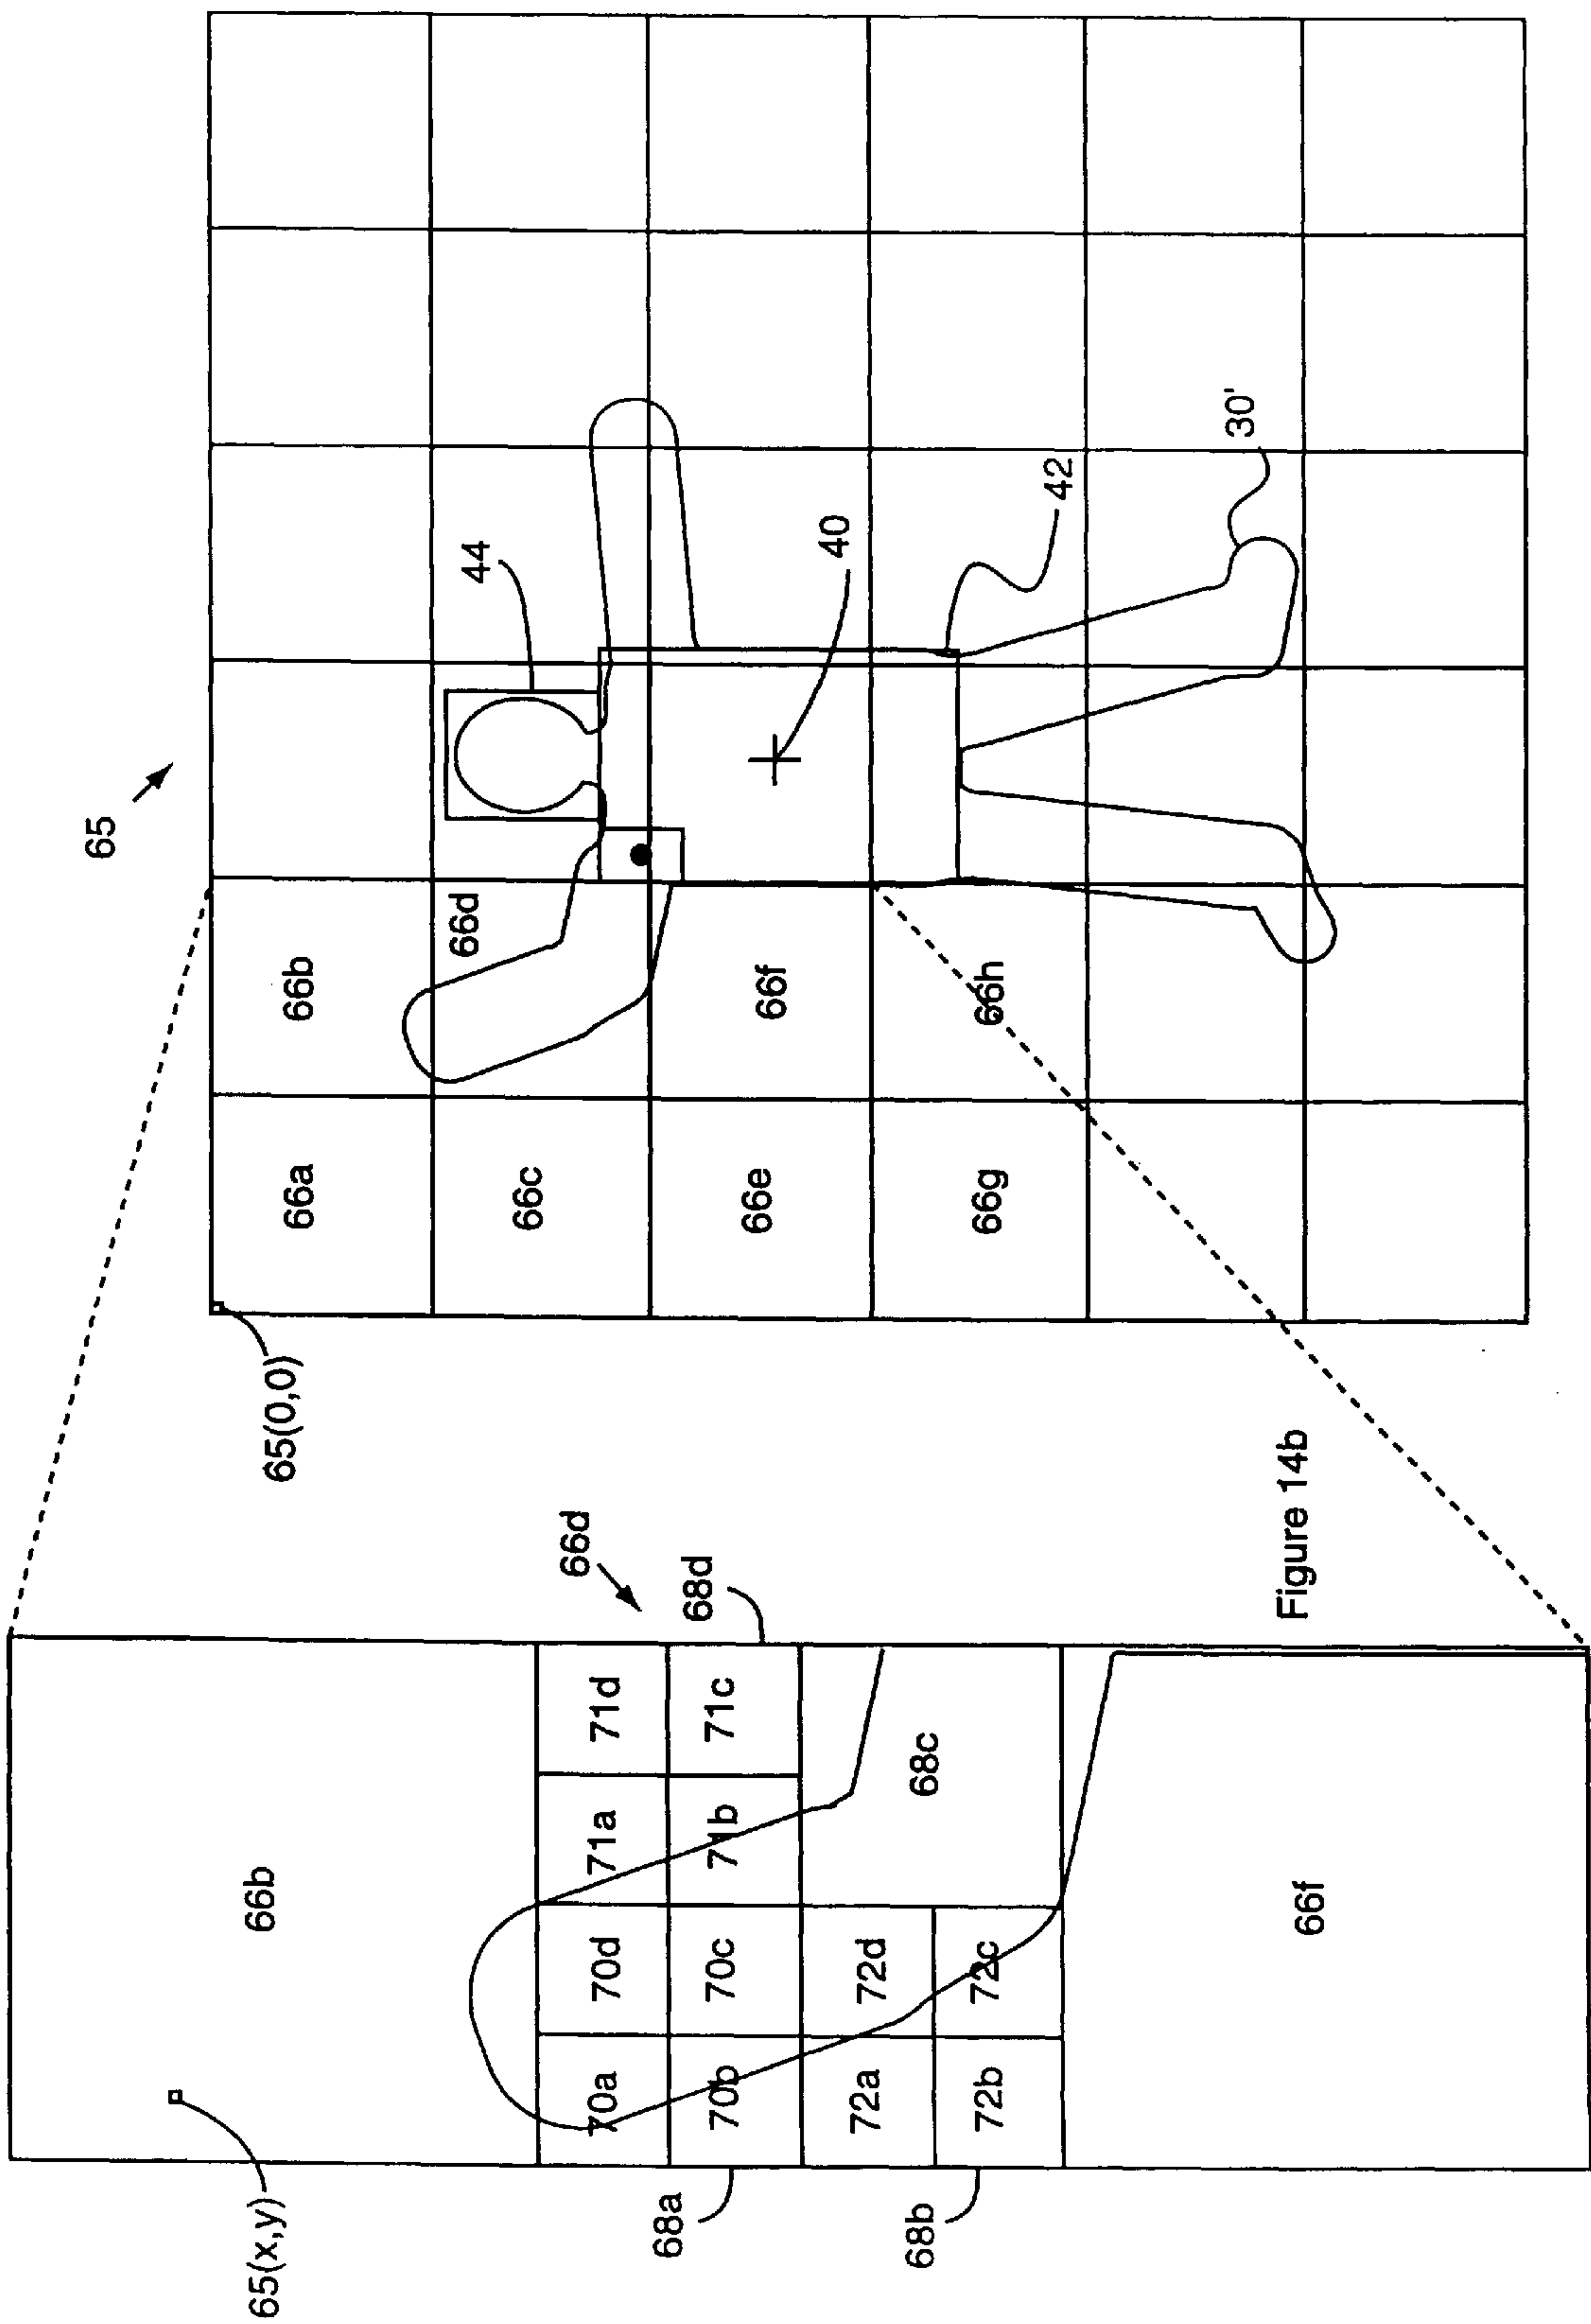 65
65(0,0)
66a
66b
66c
66d
66e
66f
66g
66h
44
40
42
30'
65(x,y)
66b
66d
68a
68d
70a
70d
71a
71d
70b
70c
71b
71c
68b
72a
72d
68c
72b
72c
66f
Figure 14b